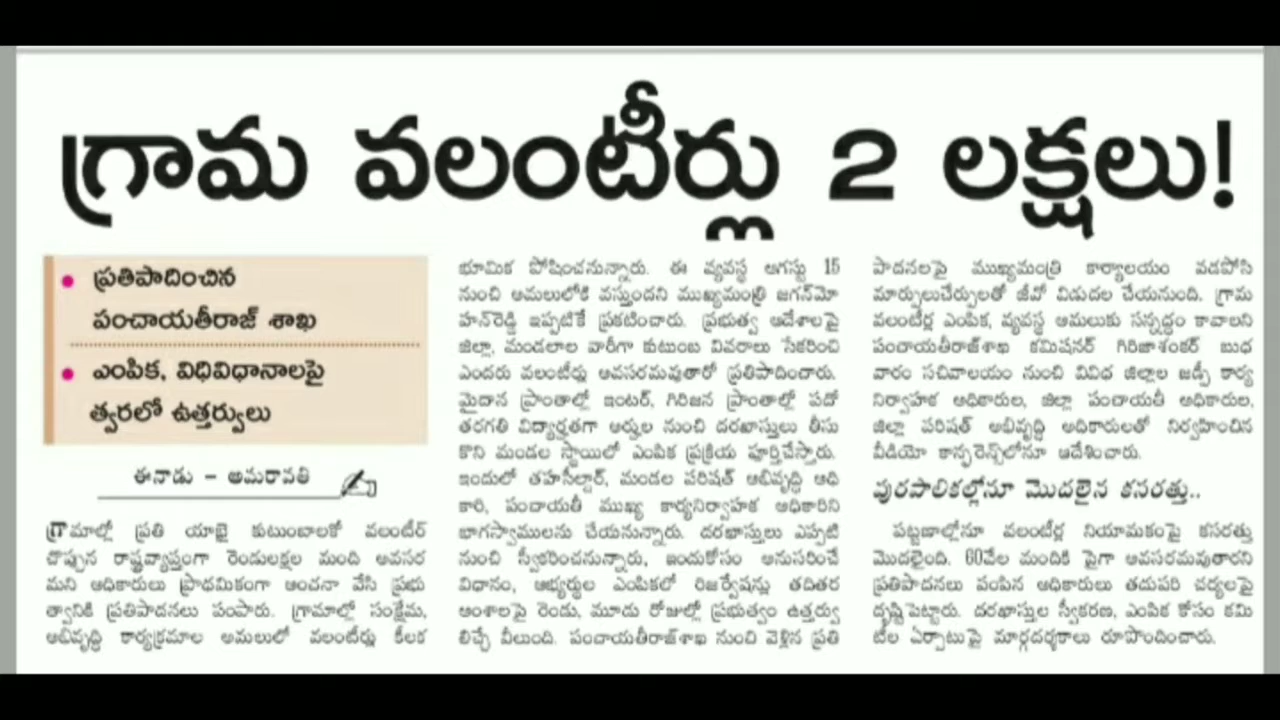 గ్రామ వలంటీర్లు 2 లక్షలు!
• ప్రతిపాదించిన
పంచాయతీరాజ్ శాఖ
• ఎంపిక, విధివిధానాలపై
త్వరలో ఉత్తర్వులు
ఈనాడు - అమరావతి
గ్రామాల్లో ప్రతి యాభై కుటుంబాలకో వలంటీర్
చొప్పున రాష్ట్రవ్యాప్తంగా రెండులక్షల మంది అవసర
మని అధికారులు ప్రాథమికంగా అంచనా వేసి ప్రభు
త్వానికి ప్రతిపాదనలు పంపారు. గ్రామాల్లో సంక్షేమ,
అభివృద్ధి కార్యక్రమాల అమలులో వలంటీర్లు కీలక
భూమిక పోషించనున్నారు. ఈ వ్యవస్థ ఆగస్టు 15
నుంచి అమలులోకి వస్తుందని ముఖ్యమంత్రి జగన్‌మో
హన్‌రెడ్డి ఇప్పటికే ప్రకటించారు. ప్రభుత్వ ఆదేశాలపై
జిల్లా, మండలాల వారీగా కుటుంబ వివరాలు సేకరించి
ఎందరు వలంటీర్లు అవసరమవుతారో ప్రతిపాదించారు.
మైదాన ప్రాంతాల్లో ఇంటర్, గిరిజన ప్రాంతాల్లో పదో
తరగతి విద్యార్హతగా అర్హుల నుంచి దరఖాస్తులు తీసు
కొని మండల స్థాయిలో ఎంపిక ప్రక్రియ పూర్తిచేస్తారు.
ఇందులో తహసీల్దార్, మండల పరిషత్ అభివృద్ధి అధి
కారి, పంచాయతీ ముఖ్య కార్యనిర్వాహక అధికారిని
భాగస్వాములను చేయనున్నారు. దరఖాస్తులు ఎప్పటి
నుంచి స్వీకరించనున్నారు, ఇందుకోసం అనుసరించే
విధానం, అభ్యర్థుల ఎంపికలో రిజర్వేషన్లు తదితర
అంశాలపై రెండు, మూడు రోజుల్లో ప్రభుత్వం ఉత్తర్వు
లిచ్చే వీలుంది. పంచాయతీరాజ్‌శాఖ నుంచి వెళ్లిన ప్రతి
పాదనలపై ముఖ్యమంత్రి కార్యాలయం వడపోసి
మార్పులుచేర్పులతో జీవో విడుదల చేయనుంది. గ్రామ
వలంటీర్ల ఎంపిక, వ్యవస్థ అమలుకు సన్నద్ధం కావాలని
పంచాయతీరాజ్‌శాఖ కమిషనర్ గిరిజాశంకర్ బుధ
వారం సచివాలయం నుంచి వివిధ జిల్లాల జడ్పీ కార్య
నిర్వాహక అధికారుల, జిల్లా పంచాయతీ అధికారుల,
జిల్లా పరిషత్ అభివృద్ధి అధికారులతో నిర్వహించిన
వీడియో కాన్ఫరెన్స్‌లోనూ ఆదేశించారు.
పురపాలికల్లోనూ మొదలైన కసరత్తు..
పట్టణాల్లోనూ వలంటీర్ల నియామకంపై కసరత్తు
మొదలైంది. 60వేల మందికి పైగా అవసరమవుతారని
ప్రతిపాదనలు పంపిన అధికారులు తదుపరి చర్యలపై
దృష్టిపెట్టారు. దరఖాస్తుల స్వీకరణ, ఎంపిక కోసం కమి
టీల ఏర్పాటుపై మార్గదర్శకాలు రూపొందించారు.